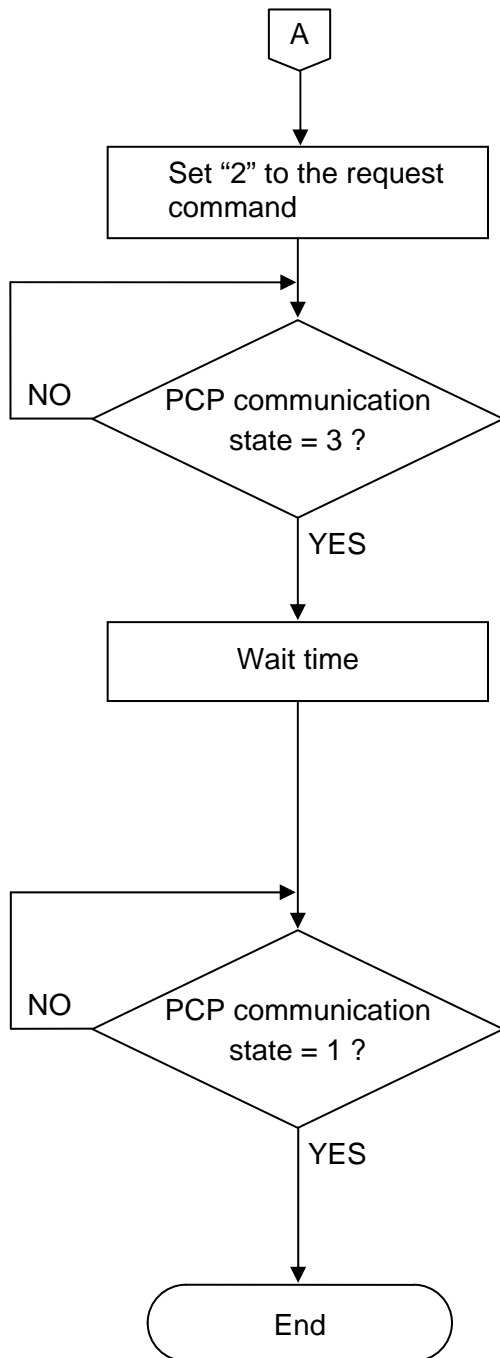 A
Set “2” to the request
command
NO
PCP communication
state = 3 ?
YES
Wait time
NO
PCP communication
state = 1 ?
YES
End